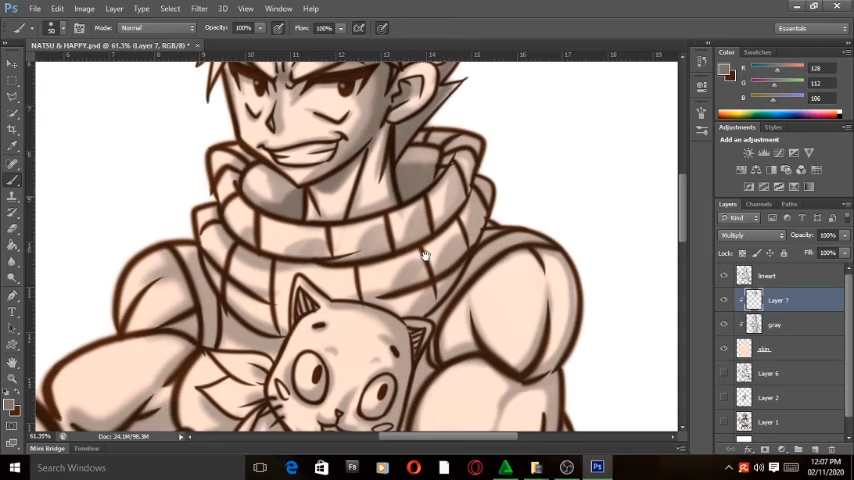 Ps File Edit Image Layer Type Select Filter 3D View Window Help
50 Mode: Normal Opacity: 100% Flow: 100% Essentials
NATSU & HAPPY.psd @ 61.3% (Layer 7, RGB/8) * ×
Color Swatches
R 128
G 112
B 106
Adjustments Styles
Add an adjustment
Layers Channels Paths
Kind
Multiply Opacity: 100%
Lock: Fill: 100%
lineart
Layer 7
gray
skin
Layer 6
Layer 2
Layer 1
61.35% Doc: 24.1M/98.3M
Mini Bridge Timeline
Search Windows
12:07 PM
02/11/2020